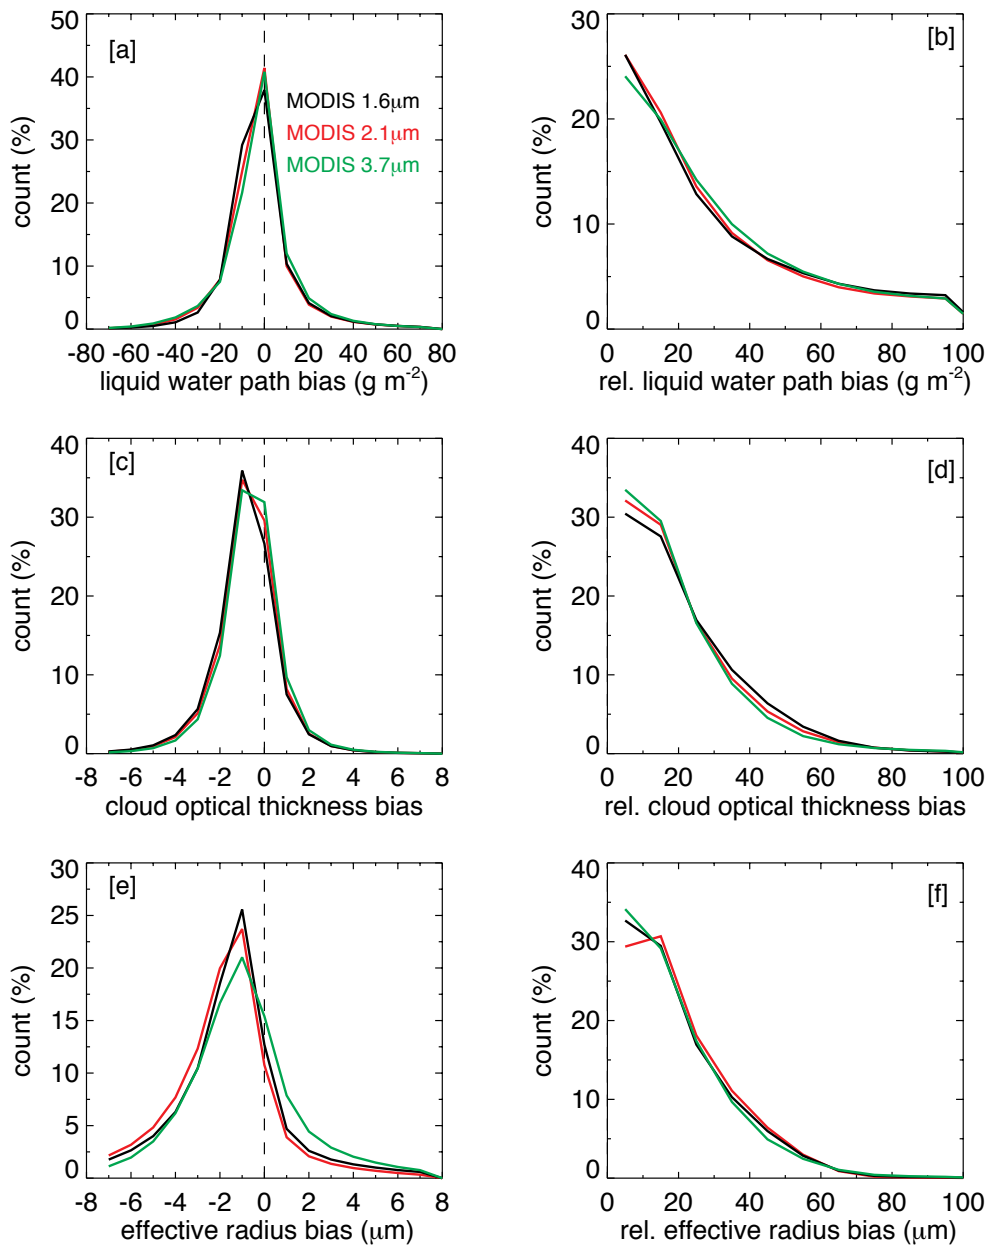 50
40
30
20
10
0
count (%)
[a]
MODIS 1.6μm
MODIS 2.1μm
MODIS 3.7μm
-80 -60 -40 -20 0 20 40 60 80
liquid water path bias (g m-2)
30
20
10
0
count (%)
[b]
0 20 40 60 80 100
rel. liquid water path bias (g m-2)
40
30
20
10
0
count (%)
[c]
-8 -6 -4 -2 0 2 4 6 8
cloud optical thickness bias
40
30
20
10
0
count (%)
[d]
0 20 40 60 80 100
rel. cloud optical thickness bias
30
25
20
15
10
5
0
count (%)
[e]
-8 -6 -4 -2 0 2 4 6 8
effective radius bias (μm)
40
30
20
10
0
count (%)
[f]
0 20 40 60 80 100
rel. effective radius bias (μm)